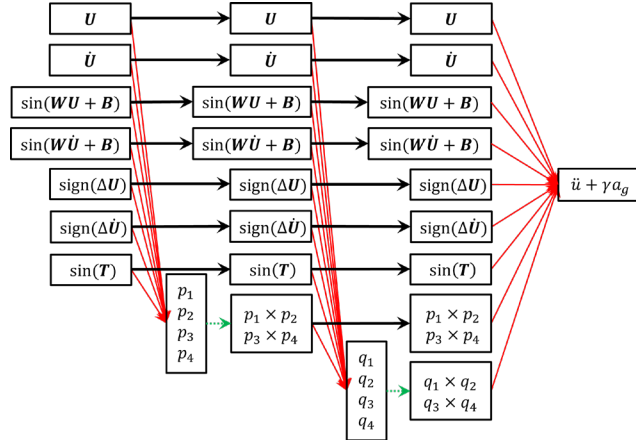 U U U
U̇ U̇ U̇
sin(WU + B) sin(WU + B) sin(WU + B)
sin(WU̇ + B) sin(WU̇ + B) sin(WU̇ + B)
ü + γa_g
sign(ΔU) sign(ΔU) sign(ΔU)
sign(ΔU̇) sign(ΔU̇) sign(ΔU̇)
sin(T) sin(T) sin(T)
p₁
p₂
p₃
p₄
p₁ × p₂
p₃ × p₄
p₁ × p₂
p₃ × p₄
q₁
q₂
q₃
q₄
q₁ × q₂
q₃ × q₄